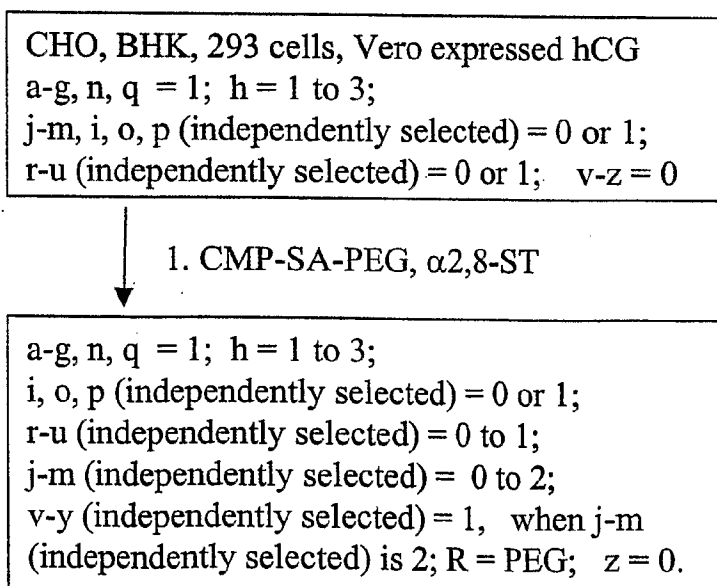 CHO, BHK, 293 cells, Vero expressed hCG
a-g, n, q = 1; h = 1 to 3;
j-m, i, o, p (independently selected) = 0 or 1;
r-u (independently selected) = 0 or 1; v-z = 0
1. CMP-SA-PEG, α2,8-ST
a-g, n, q = 1; h = 1 to 3;
i, o, p (independently selected) = 0 or 1;
r-u (independently selected) = 0 to 1;
j-m (independently selected) = 0 to 2;
v-y (independently selected) = 1, when j-m
(independently selected) is 2; R = PEG; z = 0.